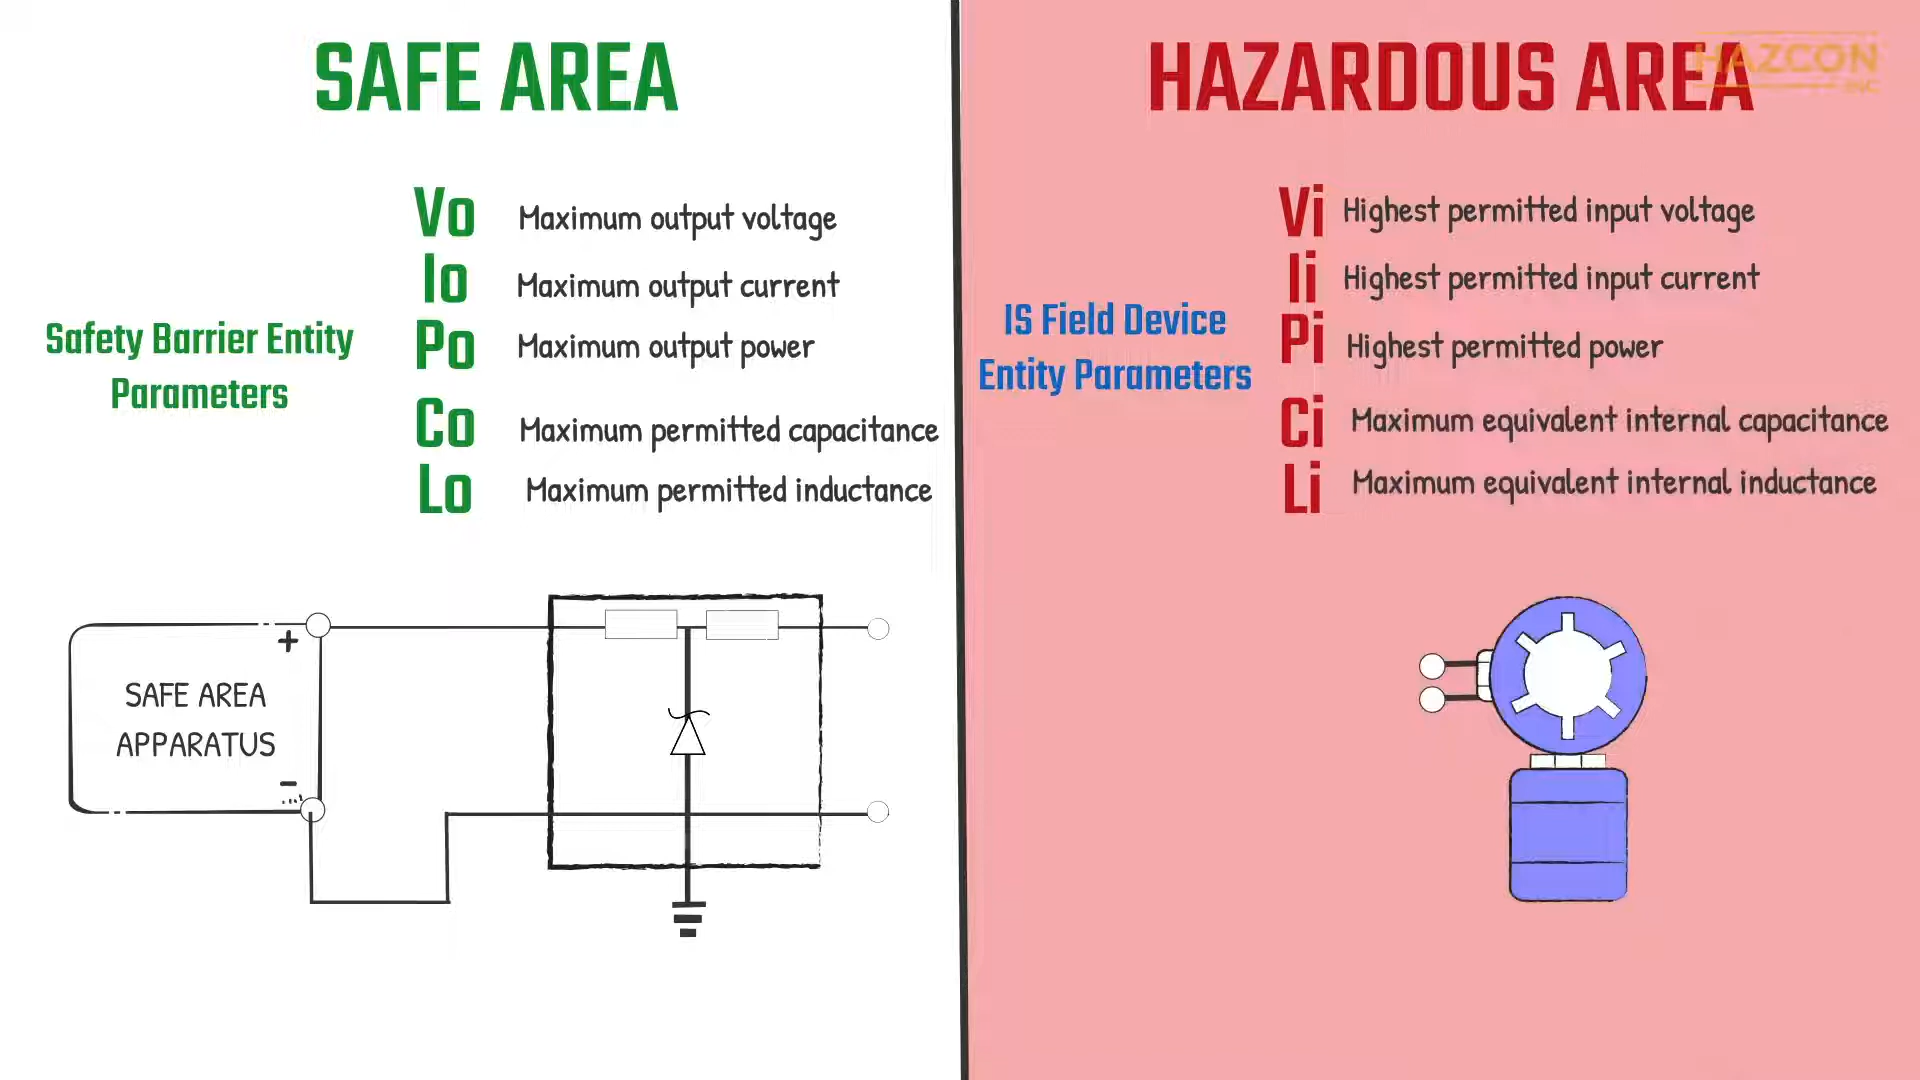 SAFE AREA
HAZARDOUS AREA
HAZCON
INC
Safety Barrier Entity
Parameters
Vo Maximum output voltage
Io Maximum output current
Po Maximum output power
Co Maximum permitted capacitance
Lo Maximum permitted inductance
IS Field Device
Entity Parameters
Vi Highest permitted input voltage
Ii Highest permitted input current
Pi Highest permitted power
Ci Maximum equivalent internal capacitance
Li Maximum equivalent internal inductance
+
SAFE AREA
APPARATUS
-